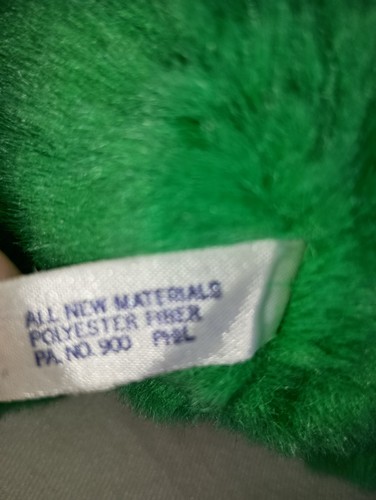 ALL NEW MATERIALS
POLYESTER FIBER
PA. NO. 900 PHIL.